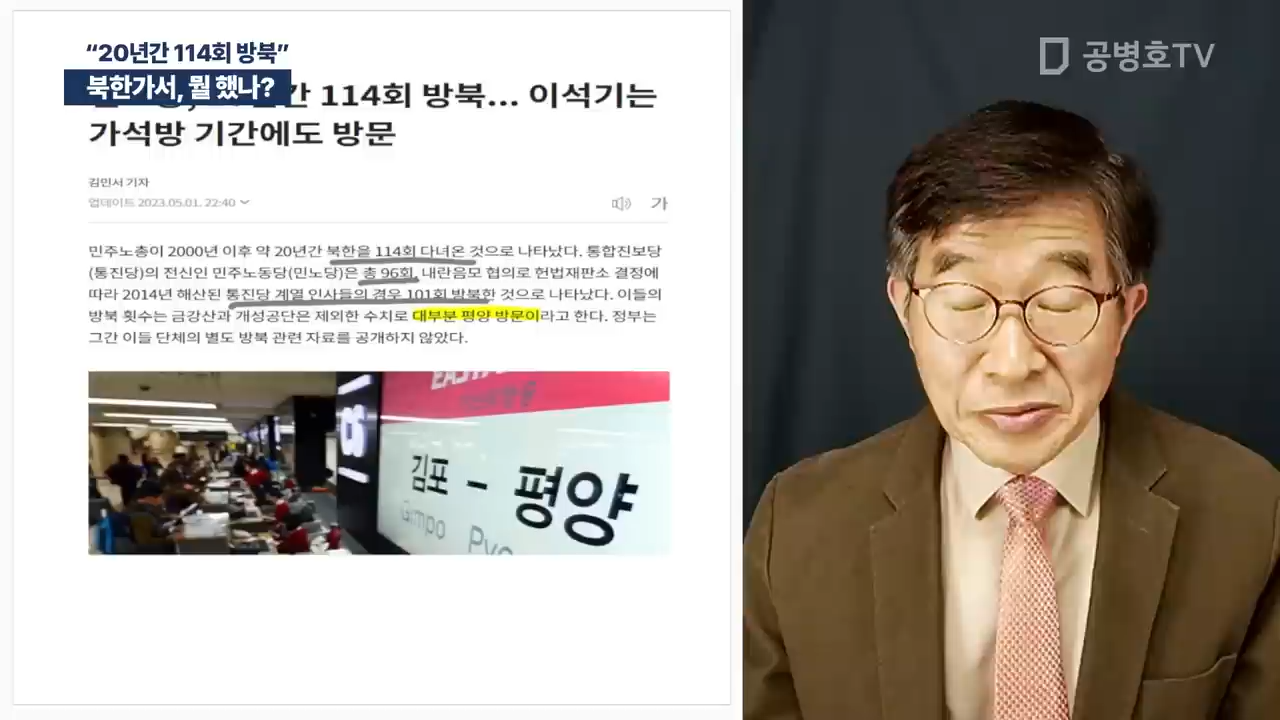 “20년간 114회 방북”
북한가서, 뭘 했나?
공병호TV
114회 방북... 이석기는
가석방 기간에도 방문
김민서 기자
업데이트 2023.05.01. 22:40
가
민주노총이 2000년 이후 약 20년간 북한을 114회 다녀온 것으로 나타났다. 통합진보당
(통진당)의 전신인 민주노동당(민노당)은 총 96회, 내란음모 협의로 헌법재판소 결정에
따라 2014년 해산된 통진당 계열 인사들의 경우 101회 방북한 것으로 나타났다. 이들의
방북 횟수는 금강산과 개성공단은 제외한 수치로 대부분 평양 방문이라고 한다. 정부는
그간 이들 단체의 별도 방북 관련 자료를 공개하지 않았다.
김포 - 평양
Gimpo